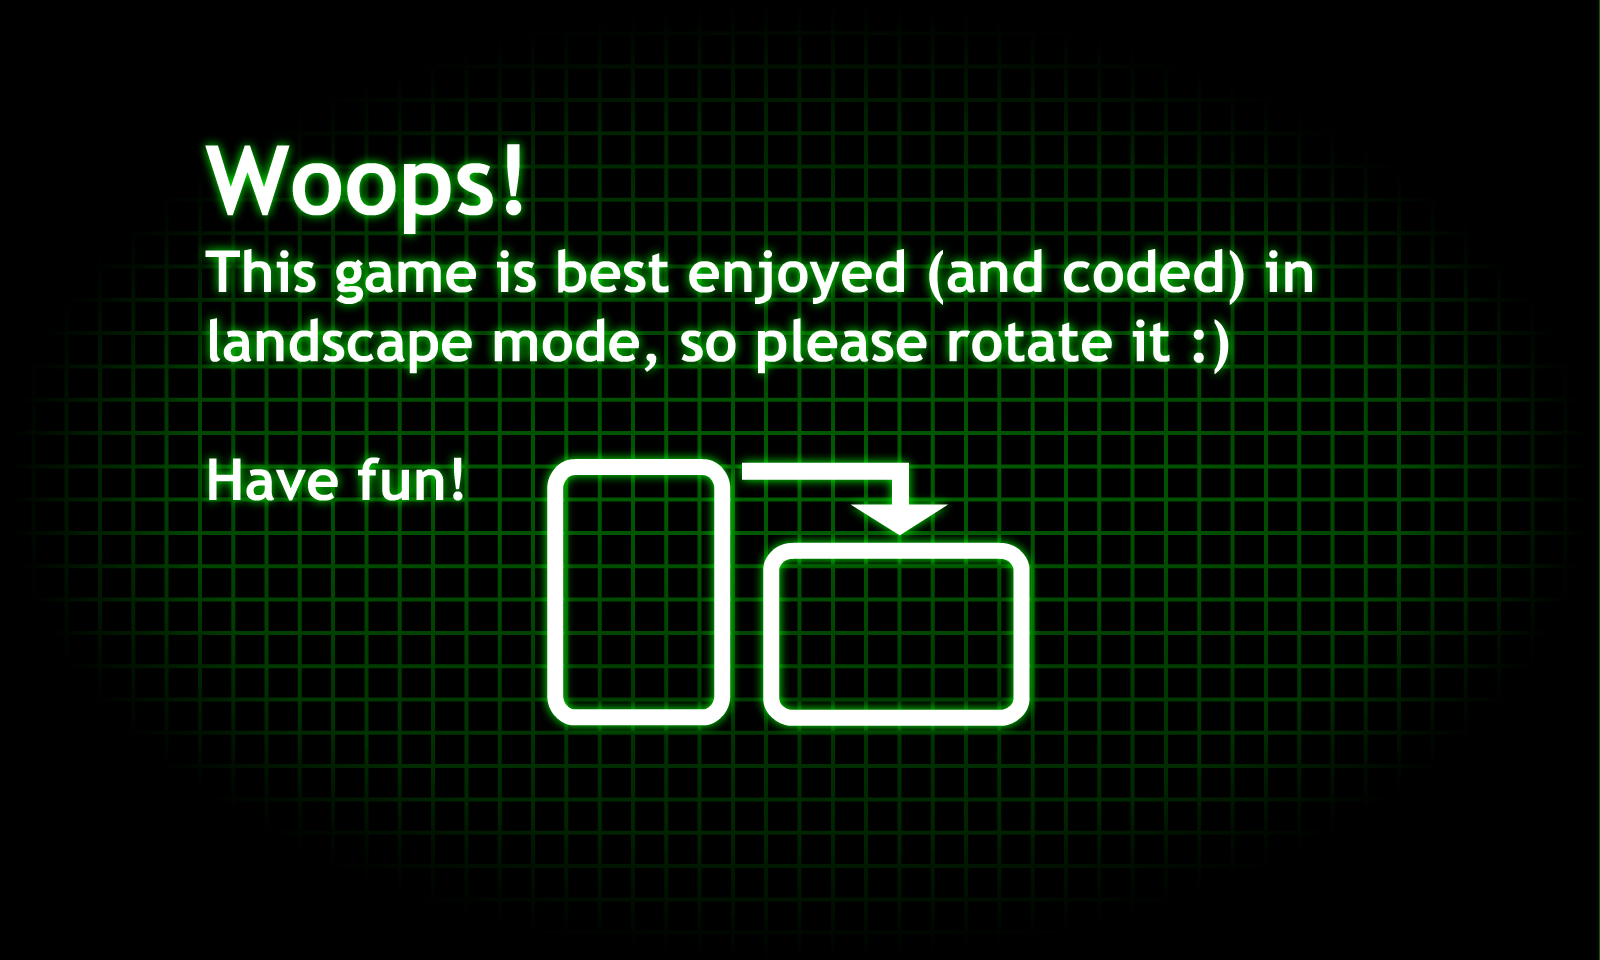 Woops!
This game is best enjoyed (and coded) in
landscape mode, so please rotate it :)
Have fun!